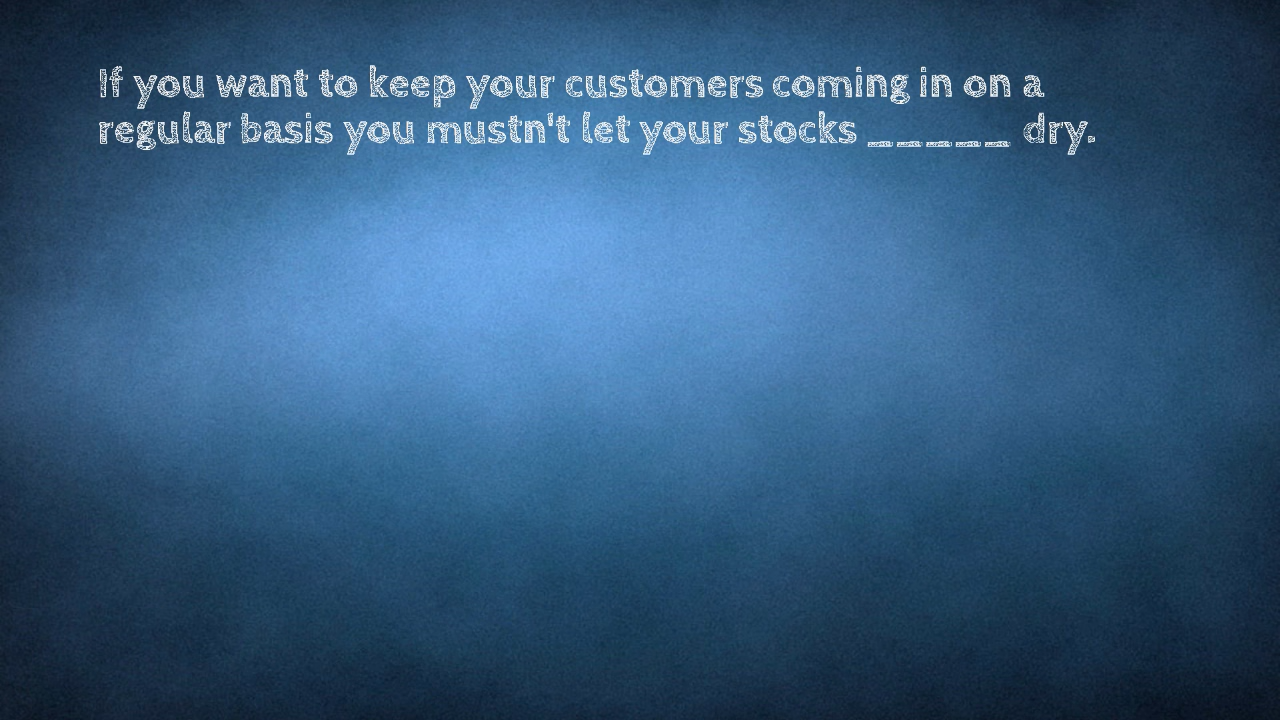 If you want to keep your customers coming in on a
regular basis you mustn't let your stocks _____ dry.